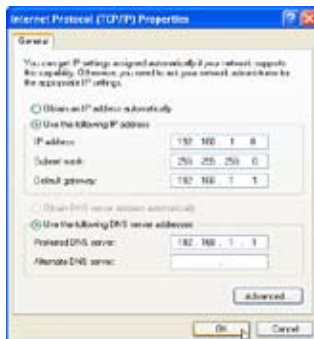 Internet Protocol (TCP/IP) Properties
General
You can get IP settings assigned automatically if your network supports
this capability. Otherwise, you need to ask your network administrator for
the appropriate IP settings.
Obtain an IP address automatically
Use the following IP address
IP address: 192 . 168 . 1 .
Subnet mask: 255 . 255 . 255 . 0
Default gateway: 192 . 168 . 1 . 1
Obtain DNS server address automatically
Use the following DNS server addresses
Preferred DNS server: 192 . 168 . 1 . 1
Alternate DNS server: . . .
Advanced...
OK Cancel